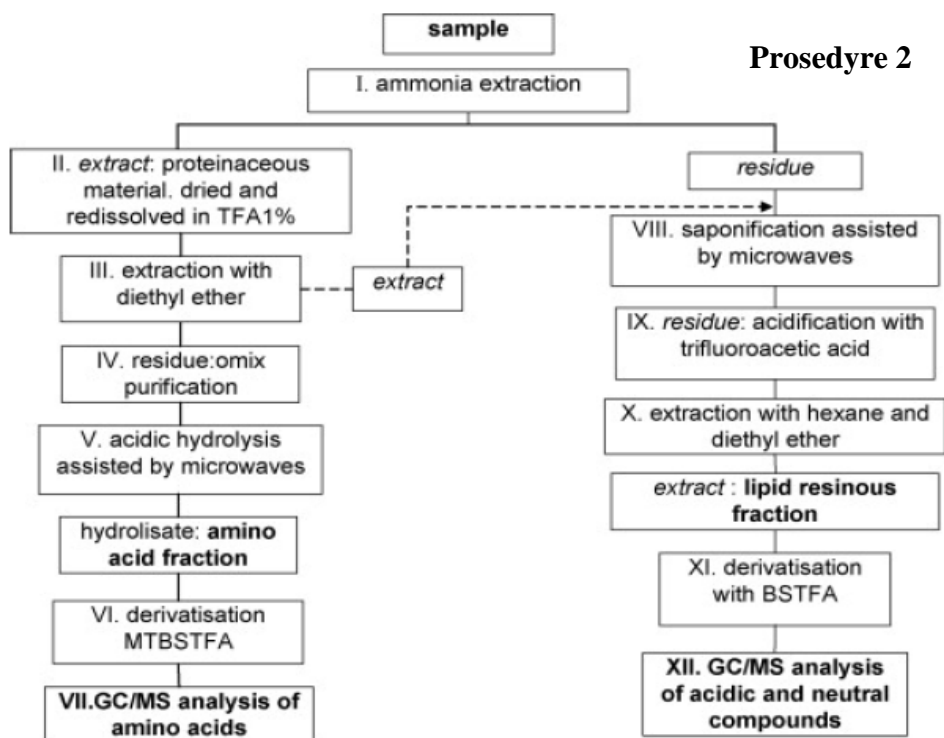 sample
Prosedyre 2
I. ammonia extraction
II. extract: proteinaceous
material. dried and
redissolved in TFA1%
III. extraction with
diethyl ether
extract
IV. residue:omix
purification
V. acidic hydrolysis
assisted by microwaves
hydrolisate: amino
acid fraction
VI. derivatisation
MTBSTFA
VII.GC/MS analysis of
amino acids
residue
VIII. saponification assisted
by microwaves
IX. residue: acidification with
trifluoroacetic acid
X. extraction with hexane and
diethyl ether
extract : lipid resinous
fraction
XI. derivatisation
with BSTFA
XII. GC/MS analysis
of acidic and neutral
compounds